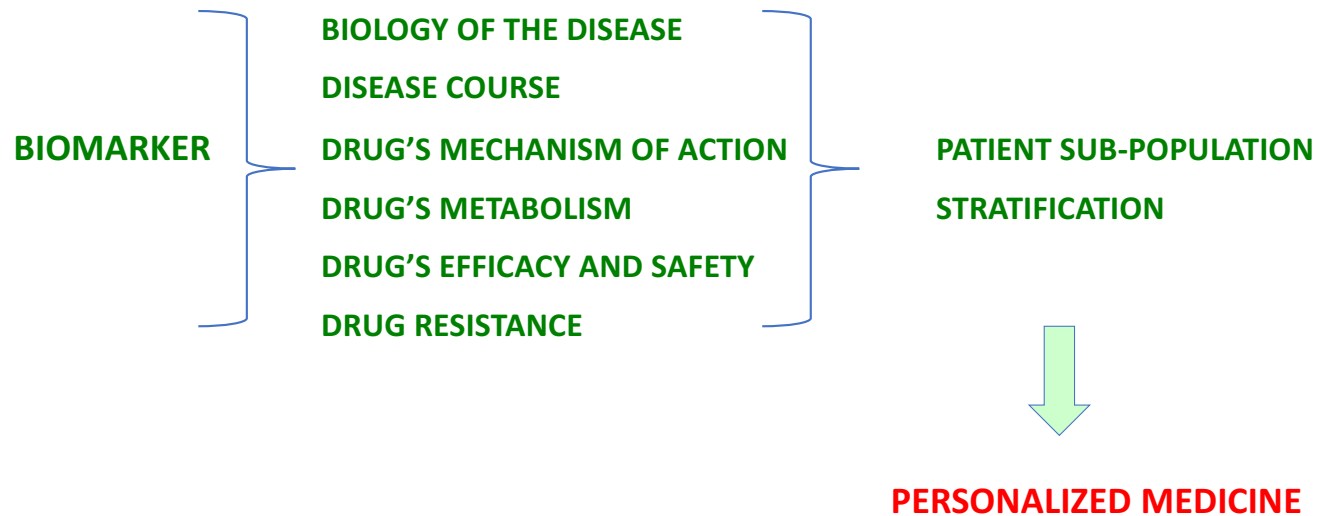 BIOMARKER
BIOLOGY OF THE DISEASE
DISEASE COURSE
DRUG’S MECHANISM OF ACTION
DRUG’S METABOLISM
DRUG’S EFFICACY AND SAFETY
DRUG RESISTANCE
PATIENT SUB-POPULATION
STRATIFICATION
PERSONALIZED MEDICINE